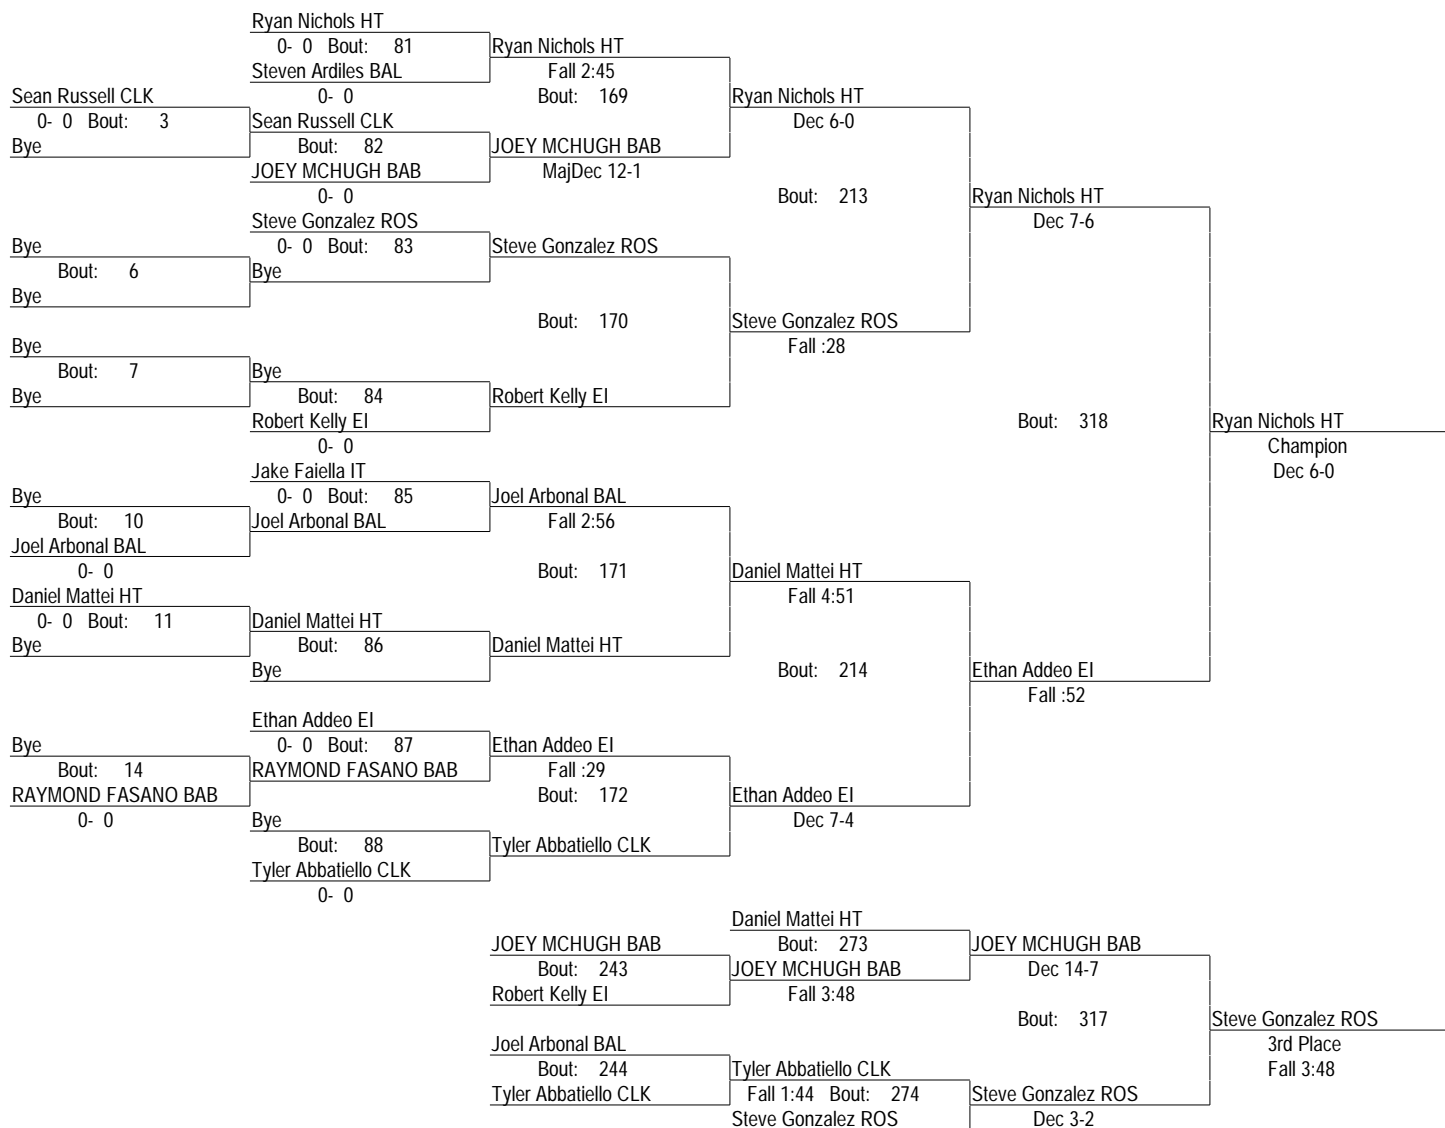 Ryan Nichols HT
0- 0 Bout: 81 Ryan Nichols HT
Steven Ardiles BAL Fall 2:45
Sean Russell CLK 0- 0 Bout: 169 Ryan Nichols HT
0- 0 Bout: 3 Sean Russell CLK Dec 6-0
Bye Bout: 82 JOEY MCHUGH BAB
JOEY MCHUGH BAB MajDec 12-1
0- 0 Bout: 213 Ryan Nichols HT
Steve Gonzalez ROS Dec 7-6
Bye 0- 0 Bout: 83 Steve Gonzalez ROS
Bout: 6 Bye
Bye
Bout: 170 Steve Gonzalez ROS
Bye Fall :28
Bout: 7 Bye
Bye Bout: 84 Robert Kelly EI
Robert Kelly EI Bout: 318 Ryan Nichols HT
0- 0 Champion
Jake Faiella IT Dec 6-0
Bye 0- 0 Bout: 85 Joel Arbonal BAL
Bout: 10 Joel Arbonal BAL Fall 2:56
Joel Arbonal BAL
0- 0 Bout: 171 Daniel Mattei HT
Daniel Mattei HT Fall 4:51
0- 0 Bout: 11 Daniel Mattei HT
Bye Bout: 86 Daniel Mattei HT
Bye Bout: 214 Ethan Addeo EI
Fall :52
Ethan Addeo EI
Bye 0- 0 Bout: 87 Ethan Addeo EI
Bout: 14 RAYMOND FASANO BAB Fall :29
RAYMOND FASANO BAB Bout: 172 Ethan Addeo EI
0- 0 Bye Dec 7-4
Bout: 88 Tyler Abbatiello CLK
Tyler Abbatiello CLK
0- 0
Daniel Mattei HT
JOEY MCHUGH BAB Bout: 273 JOEY MCHUGH BAB
Bout: 243 JOEY MCHUGH BAB Dec 14-7
Robert Kelly EI Fall 3:48
Bout: 317 Steve Gonzalez ROS
Joel Arbonal BAL 3rd Place
Bout: 244 Tyler Abbatiello CLK Fall 3:48
Tyler Abbatiello CLK Fall 1:44 Bout: 274 Steve Gonzalez ROS
Steve Gonzalez ROS Dec 3-2